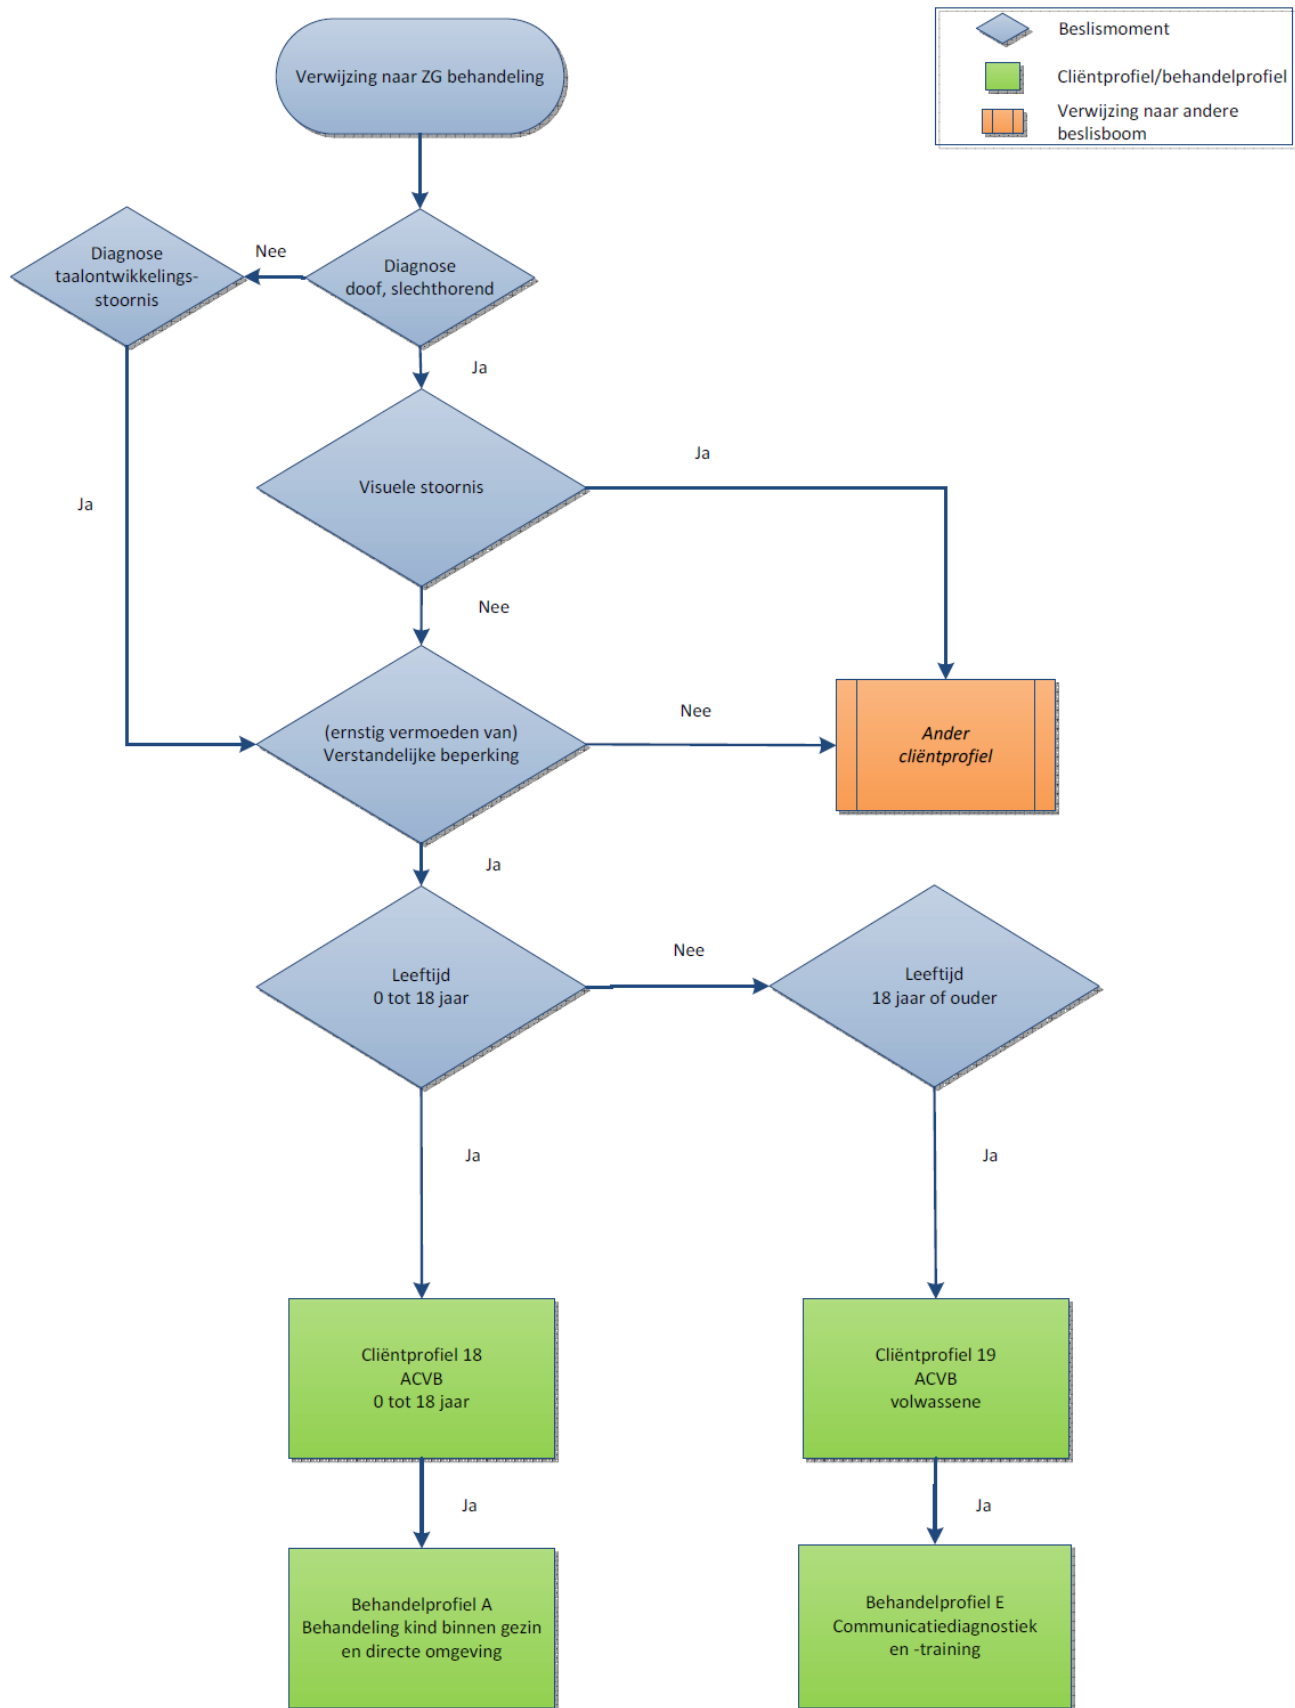 Verwijzing naar ZG behandeling
Beslismoment
Cliëntprofiel/behandelprofiel
Verwijzing naar andere
beslisboom
Diagnose
taalontwikkelings-
stoornis
Nee
Diagnose
doof, slechthorend
Ja
Visuele stoornis
Ja
Ja
Nee
(ernstig vermoeden van)
Verstandelijke beperking
Nee
Ander
cliëntprofiel
Ja
Leeftijd
0 tot 18 jaar
Nee
Leeftijd
18 jaar of ouder
Ja
Ja
Cliëntprofiel 18
ACVB
0 tot 18 jaar
Cliëntprofiel 19
ACVB
volwassene
Ja
Ja
Behandelprofiel A
Behandeling kind binnen gezin
en directe omgeving
Behandelprofiel E
Communicatiediagnostiek
en -training